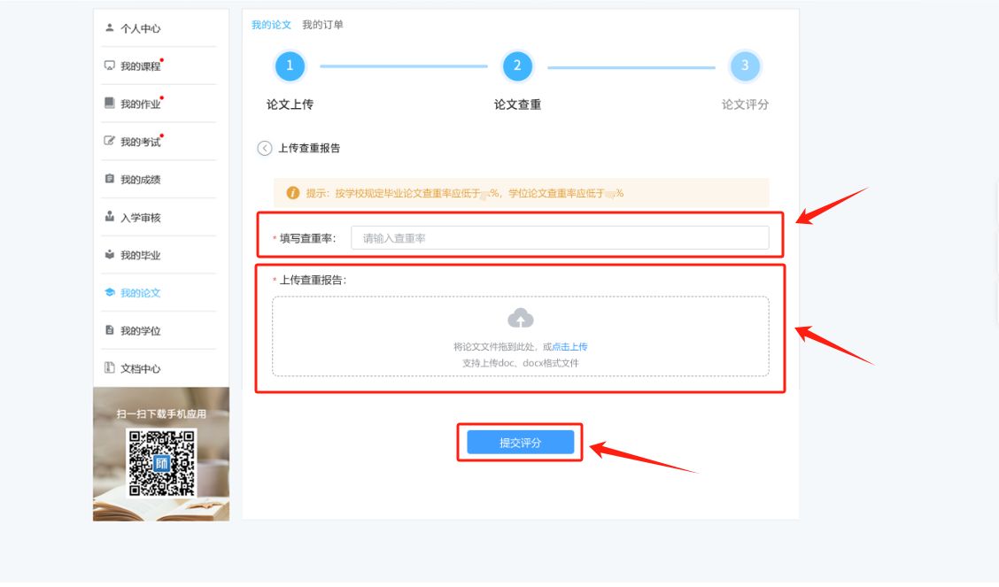 个人中心
我的课程
我的作业
我的考试
我的成绩
入学审核
我的毕业
我的论文
我的学位
文档中心
扫一扫下载手机应用
师
我的论文 我的订单
1 2 3
论文上传 论文查重 论文评分
上传查重报告
提示：按学校规定毕业论文查重率应低于 %，学位论文查重率应低于 %
* 填写查重率： 请输入查重率
* 上传查重报告：
将论文文件拖到此处，或点击上传
支持上传doc、docx格式文件
提交评分